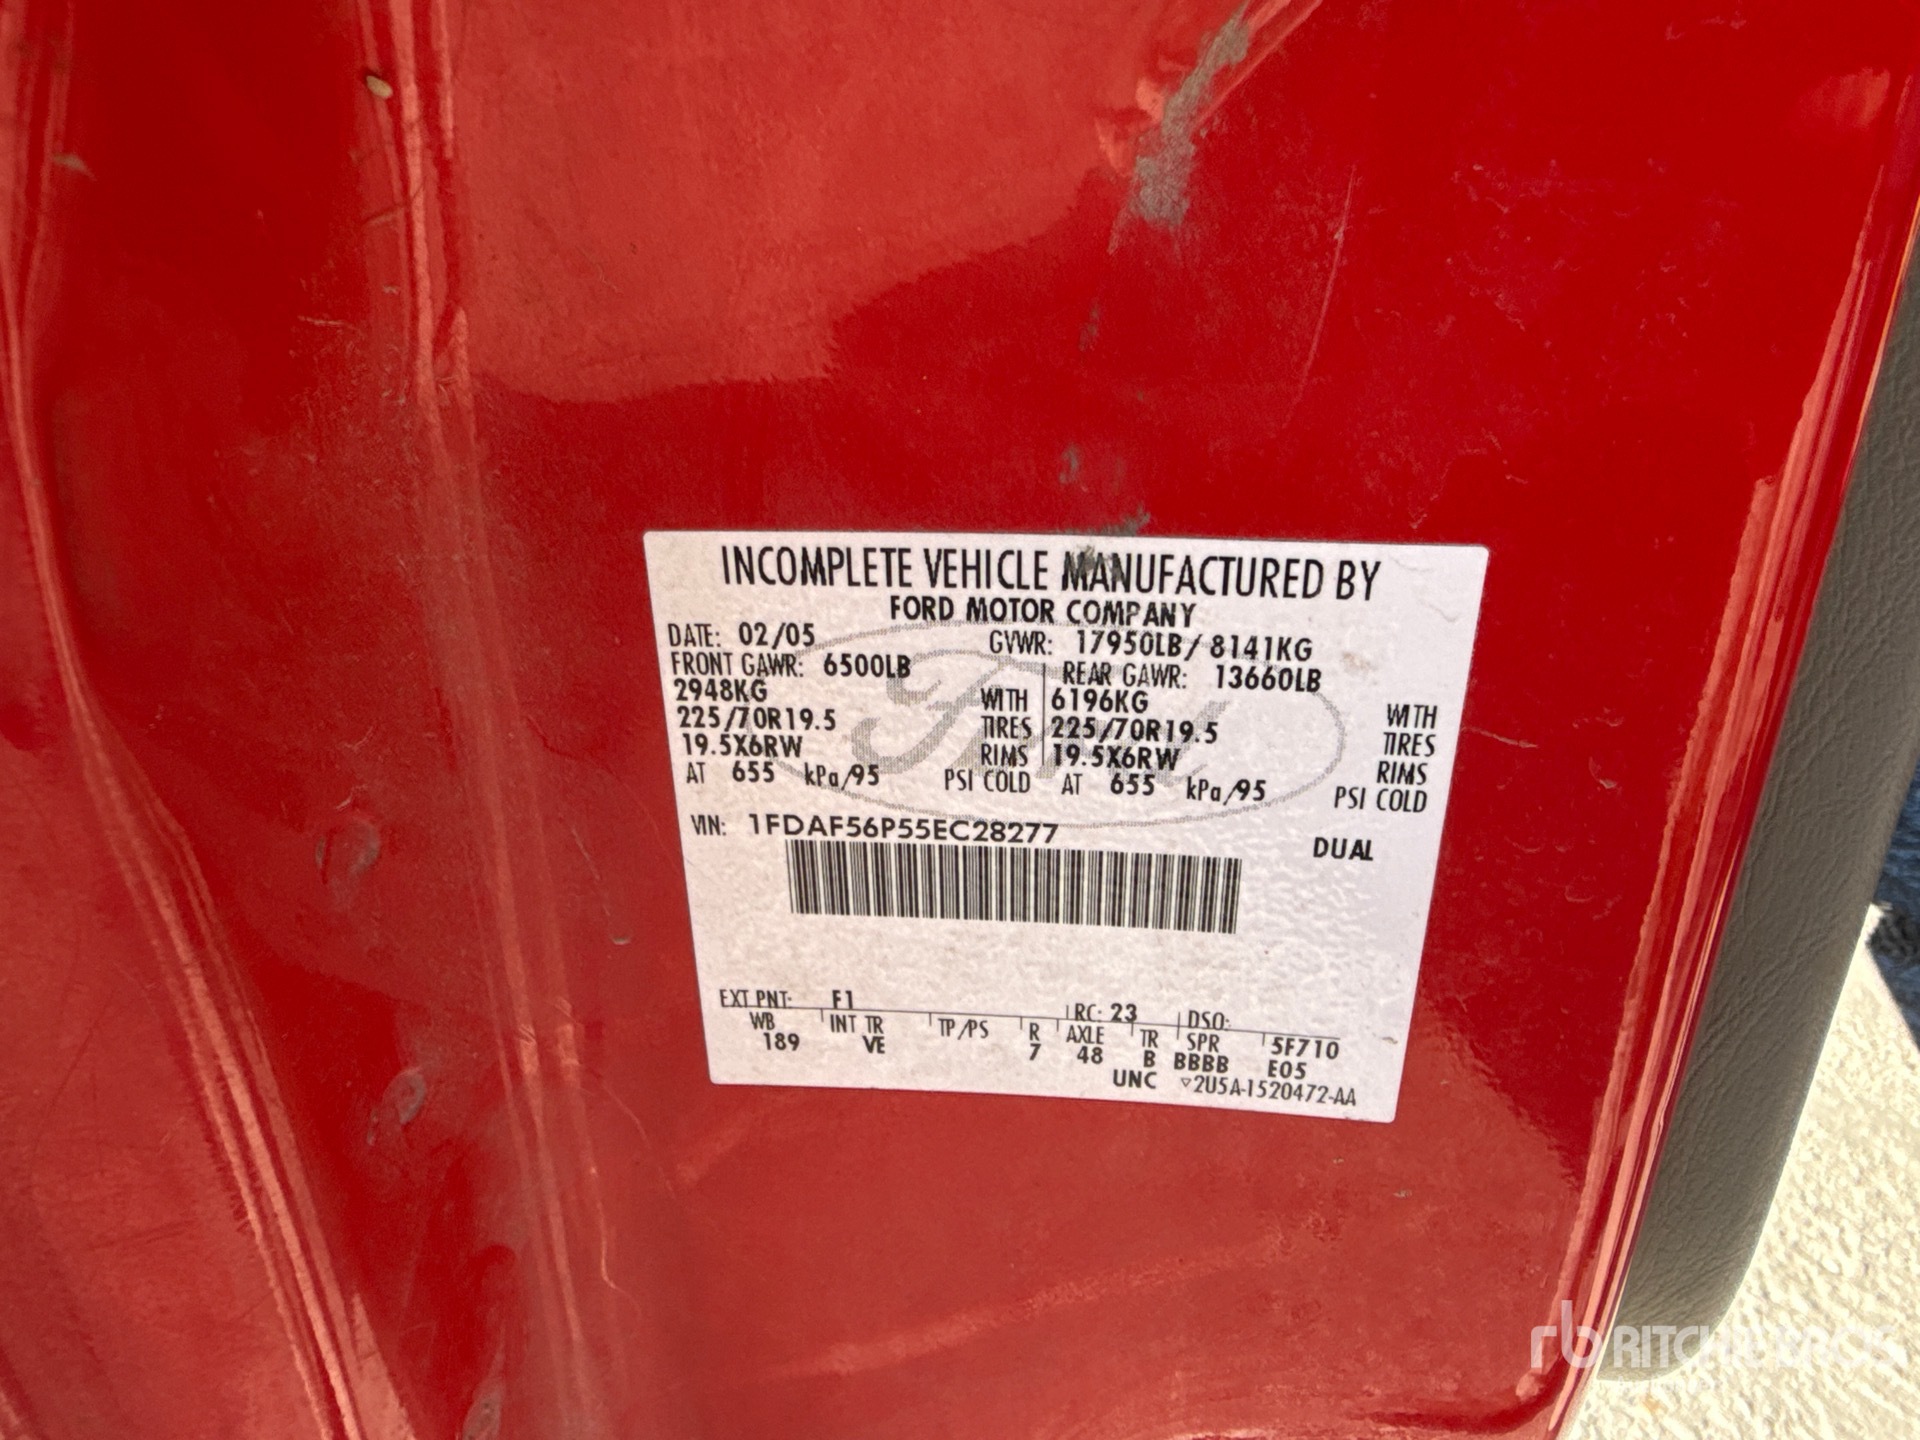 INCOMPLETE VEHICLE MANUFACTURED BY
FORD MOTOR COMPANY
DATE: 02/05 GVWR: 17950LB/ 8141KG
FRONT GAWR: 6500LB REAR GAWR: 13660LB
2948KG WITH 6196KG WITH
225/70R19.5 TIRES 225/70R19.5 TIRES
19.5X6RW RIMS 19.5X6RW RIMS
AT 655 kPa/95 PSI COLD AT 655 kPa/95 PSI COLD
VIN: 1FDAF56P55EC28277 DUAL
Ford
EXT PNT: F1 RC: 23 DSO:
WB INT TR TP/PS R AXLE TR SPR 5F710
189 VE 7 48 B BBBB E05
UNC ▽2U5A-1520472-AA
rb RITCHIE BROS